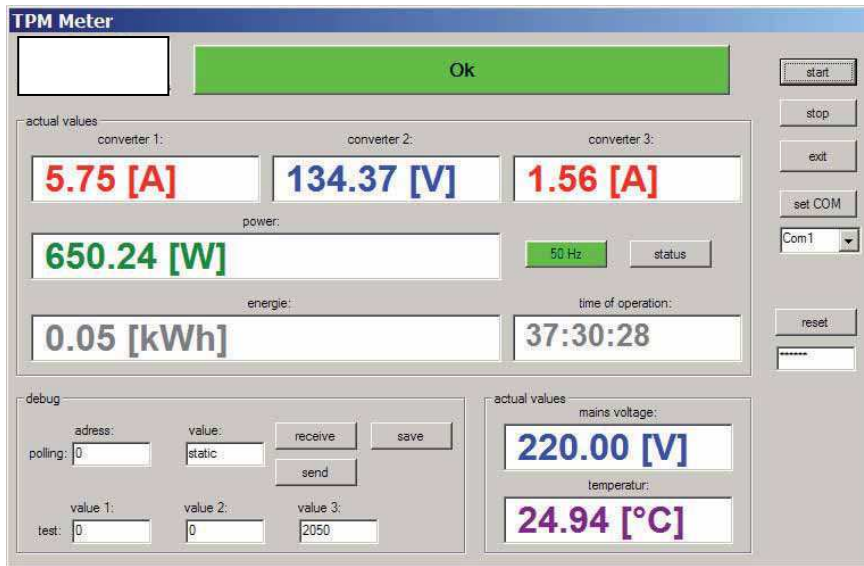 TPM Meter
Ok
start
stop
exit
set COM
Com1
reset
------
actual values
converter 1: converter 2: converter 3:
5.75 [A] 134.37 [V] 1.56 [A]
power:
650.24 [W] 50 Hz status
energie: time of operation:
0.05 [kWh] 37:30:28
debug
adress: value:
polling: 0 static receive save
send
value 1: value 2: value 3:
test: 0 0 2050
actual values
mains voltage:
220.00 [V]
temperatur:
24.94 [°C]